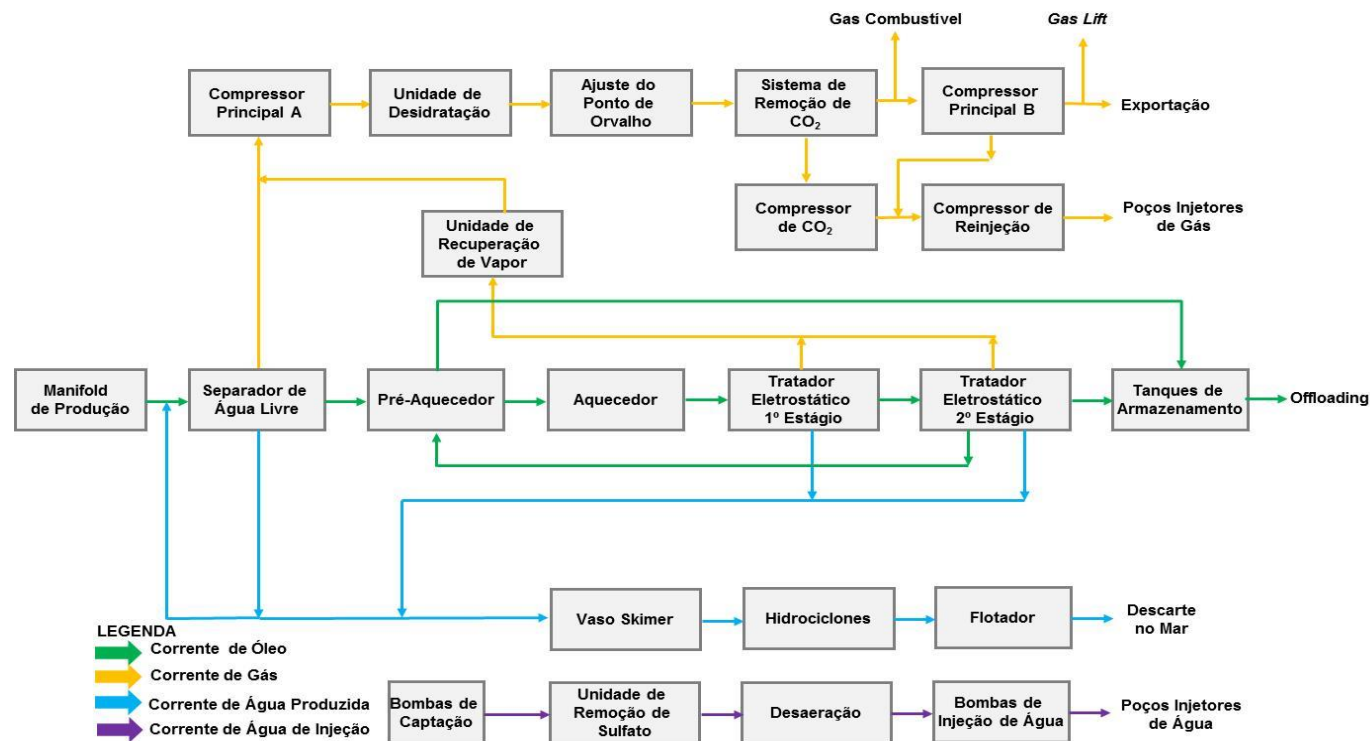 Gas Combustível
Gas Lift
Compressor
Principal A
Unidade de
Desidratação
Ajuste do
Ponto de
Orvalho
Sistema de
Remoção de
CO₂
Compressor
Principal B
Exportação
Unidade de
Recuperação
de Vapor
Compressor
de CO₂
Compressor de
Reinjeção
Poços Injetores
de Gás
Manifold
de Produção
Separador de
Água Livre
Pré-Aquecedor
Aquecedor
Tratador
Eletrostático
1º Estágio
Tratador
Eletrostático
2º Estágio
Tanques de
Armazenamento
Offloading
Vaso Skimer
Hidrociclones
Flotador
Descarte
no Mar
LEGENDA
Corrente de Óleo
Corrente de Gás
Corrente de Água Produzida
Corrente de Água de Injeção
Bombas de
Captação
Unidade de
Remoção de
Sulfato
Desaeração
Bombas de
Injeção de Água
Poços Injetores
de Água